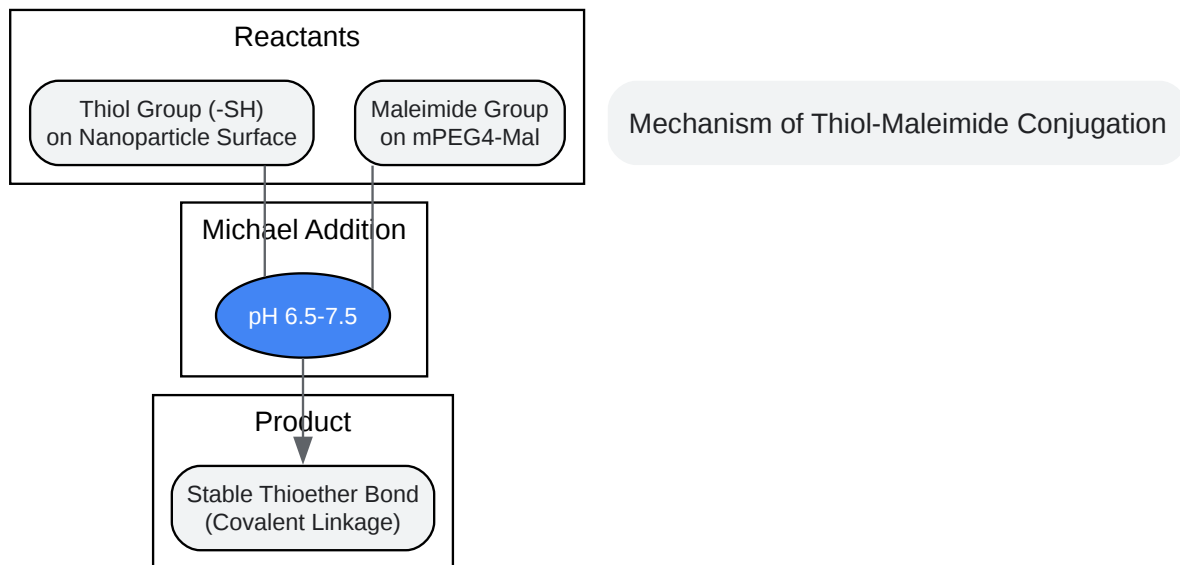 Reactants
Thiol Group (-SH)
on Nanoparticle Surface
Maleimide Group
on mPEG4-Mal
Mechanism of Thiol-Maleimide Conjugation
Michael Addition
pH 6.5-7.5
Product
Stable Thioether Bond
(Covalent Linkage)